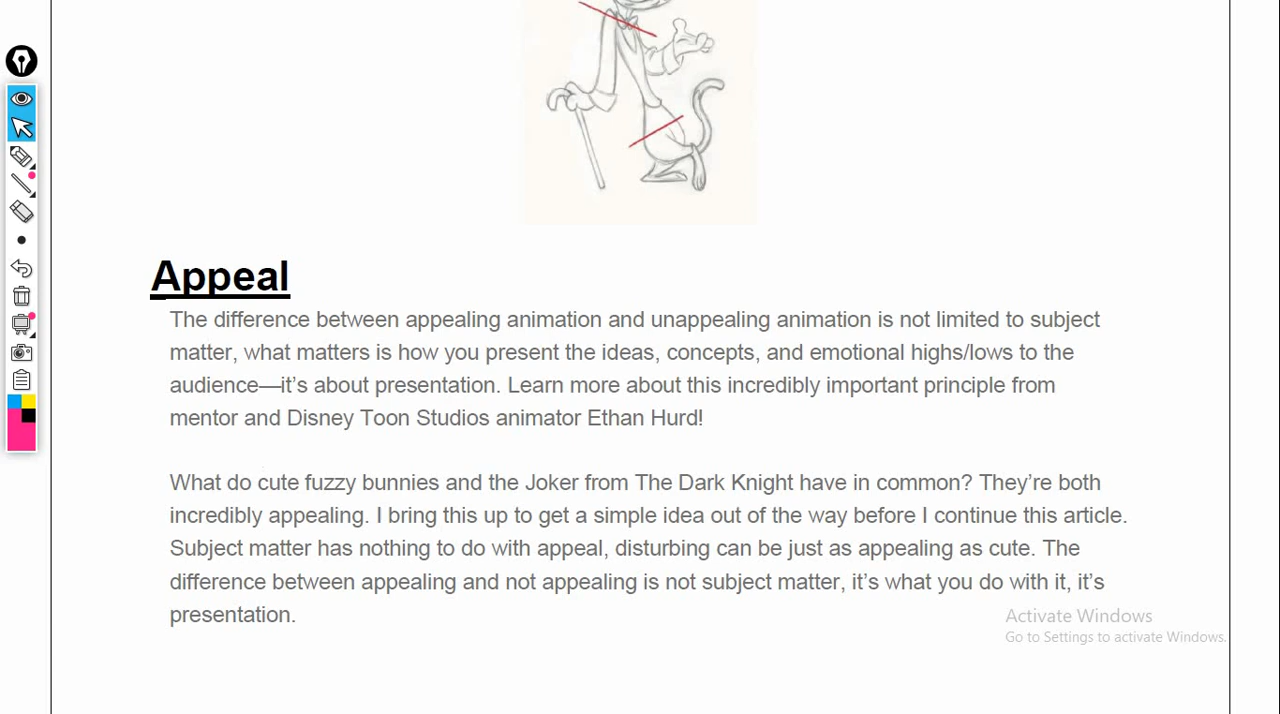 Appeal
The difference between appealing animation and unappealing animation is not limited to subject
matter, what matters is how you present the ideas, concepts, and emotional highs/lows to the
audience—it’s about presentation. Learn more about this incredibly important principle from
mentor and Disney Toon Studios animator Ethan Hurd!
What do cute fuzzy bunnies and the Joker from The Dark Knight have in common? They’re both
incredibly appealing. I bring this up to get a simple idea out of the way before I continue this article.
Subject matter has nothing to do with appeal, disturbing can be just as appealing as cute. The
difference between appealing and not appealing is not subject matter, it’s what you do with it, it’s
presentation.
Activate Windows
Go to Settings to activate Windows.